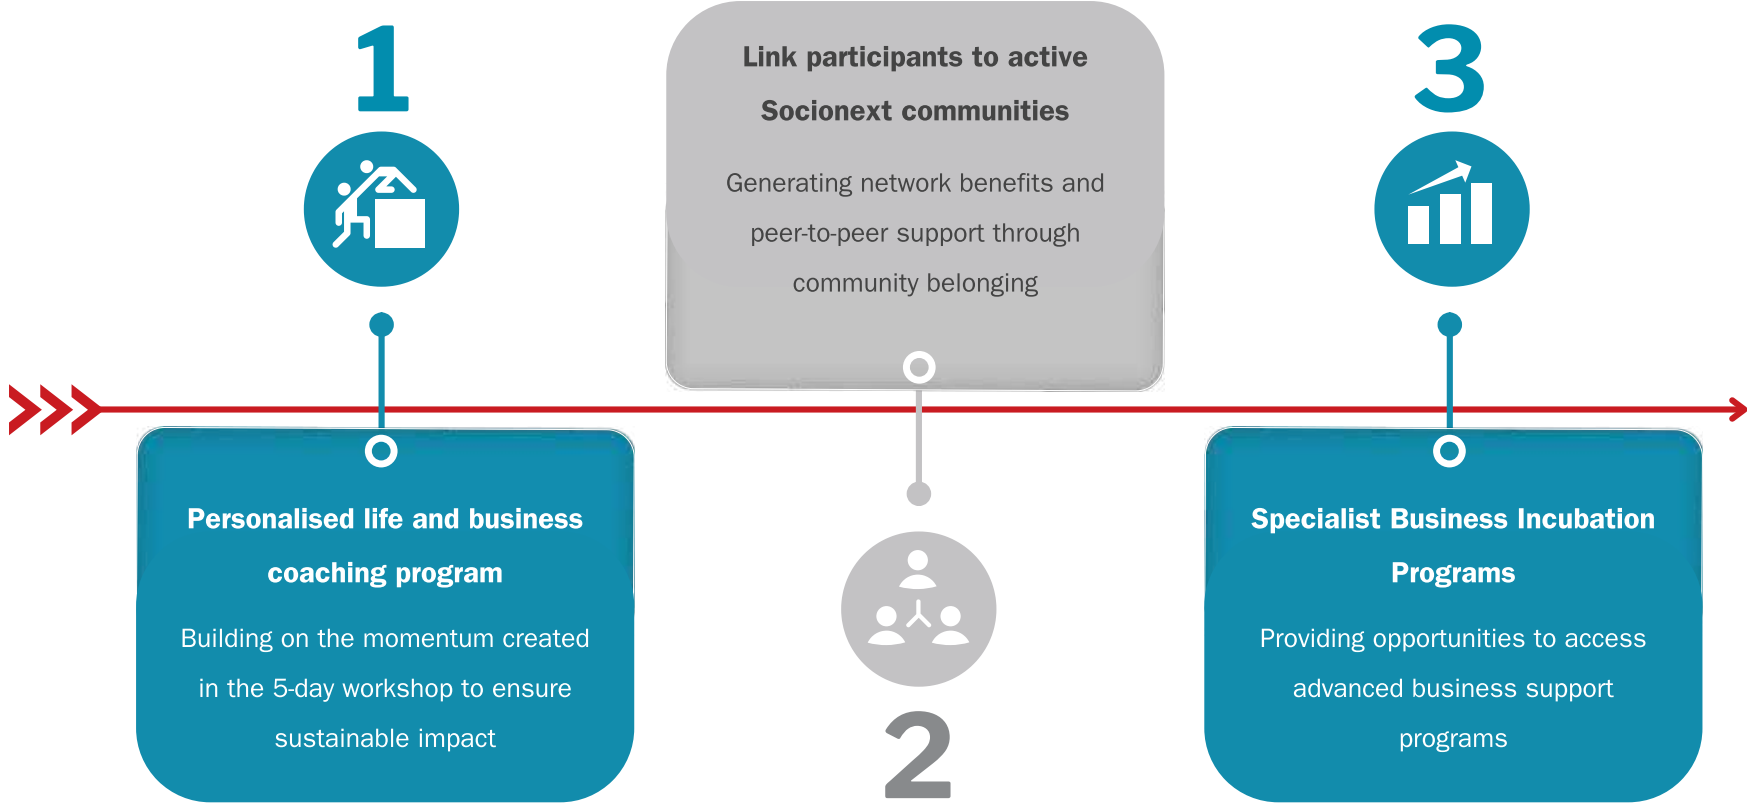 1
Personalised life and business
coaching program
Building on the momentum created
in the 5-day workshop to ensure
sustainable impact
Link participants to active
Socionext communities
Generating network benefits and
peer-to-peer support through
community belonging
2
3
Specialist Business Incubation
Programs
Providing opportunities to access
advanced business support
programs